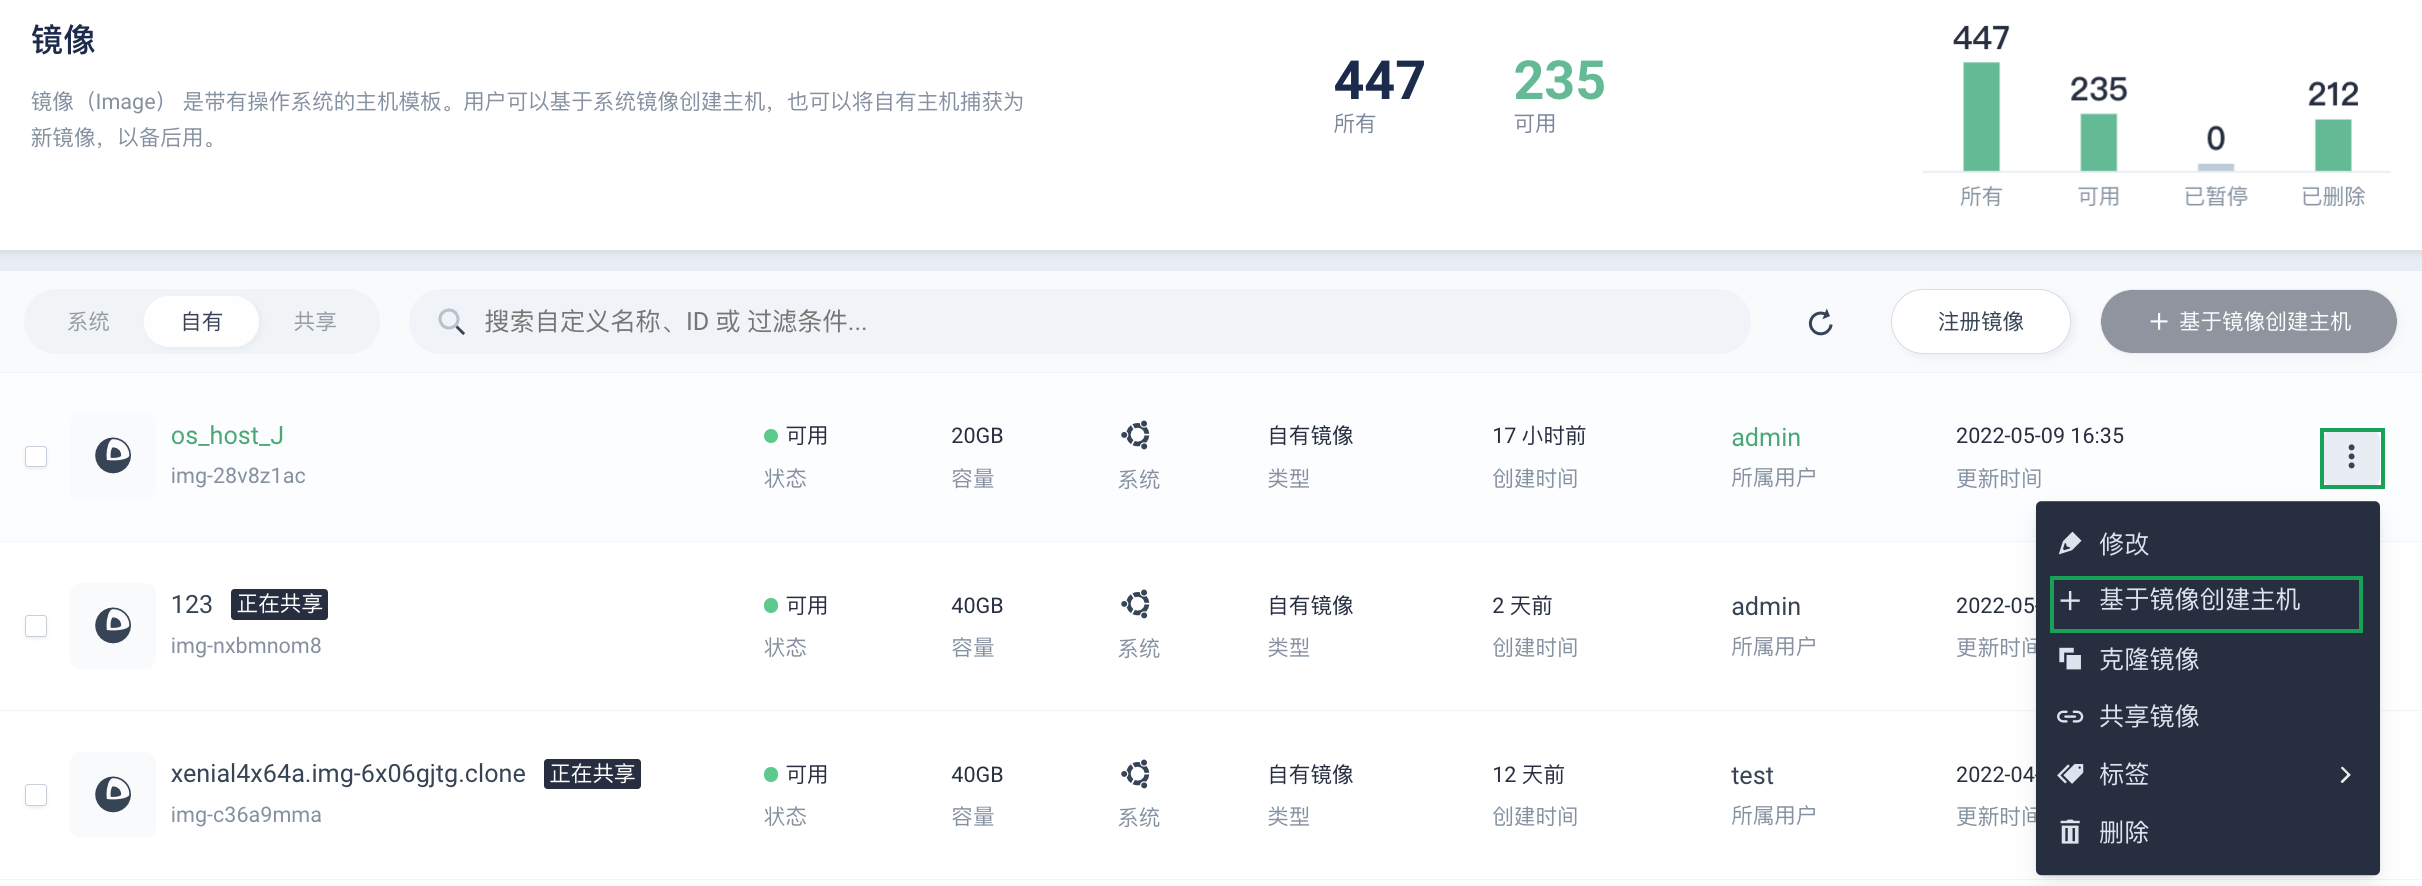 镜像
镜像（Image） 是带有操作系统的主机模板。用户可以基于系统镜像创建主机，也可以将自有主机捕获为
新镜像，以备后用。
447
所有
235
可用
447
235
0
212
所有
可用
已暂停
已删除
系统
自有
共享
搜索自定义名称、ID 或 过滤条件...
注册镜像
+ 基于镜像创建主机
os_host_J
img-28v8z1ac
可用
状态
20GB
容量
系统
自有镜像
类型
17 小时前
创建时间
admin
所属用户
2022-05-09 16:35
更新时间
123 正在共享
img-nxbmnom8
可用
状态
40GB
容量
系统
自有镜像
类型
2 天前
创建时间
admin
所属用户
2022-05-
更新时间
xenial4x64a.img-6x06gjtg.clone 正在共享
img-c36a9mma
可用
状态
40GB
容量
系统
自有镜像
类型
12 天前
创建时间
test
所属用户
2022-04-
更新时间
修改
+ 基于镜像创建主机
克隆镜像
共享镜像
标签
删除